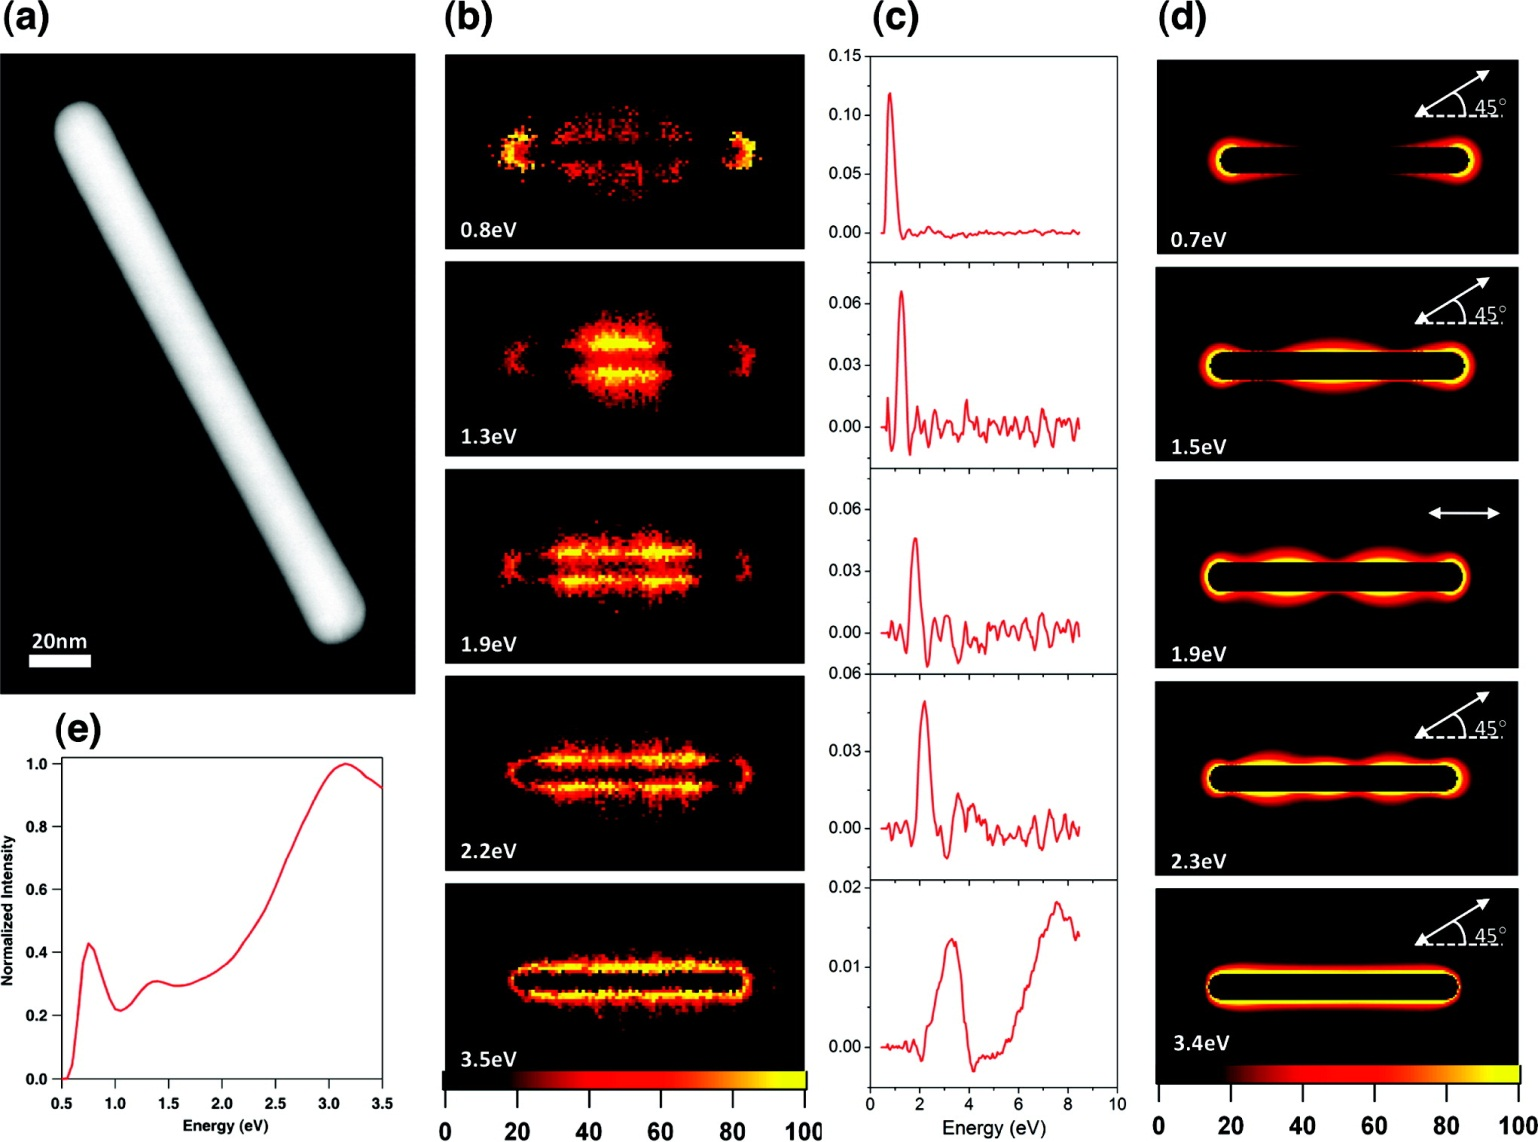 (a)
(b)
(c)
(d)
20nm
0.8eV
1.3eV
1.9eV
2.2eV
3.5eV
0 20 40 60 80 100
0.15
0.10
0.05
0.00
0.06
0.03
0.00
0.06
0.03
0.00
0.06
0.03
0.00
0.02
0.01
0.00
0 2 4 6 8 10
Energy (eV)
45°
0.7eV
45°
1.5eV
1.9eV
45°
2.3eV
45°
3.4eV
0 20 40 60 80 100
(e)
Normalized Intensity
1.0
0.8
0.6
0.4
0.2
0.0
0.5 1.0 1.5 2.0 2.5 3.0 3.5
Energy (eV)